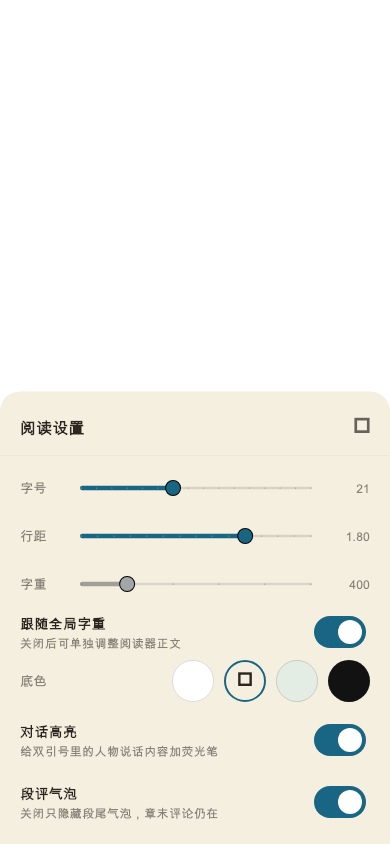 阅读设置
字号 21
行距 1.80
字重 400
跟随全局字重
关闭后可单独调整阅读器正文
底色
对话高亮
给双引号里的人物说话内容加荧光笔
段评气泡
关闭只隐藏段尾气泡，章末评论仍在